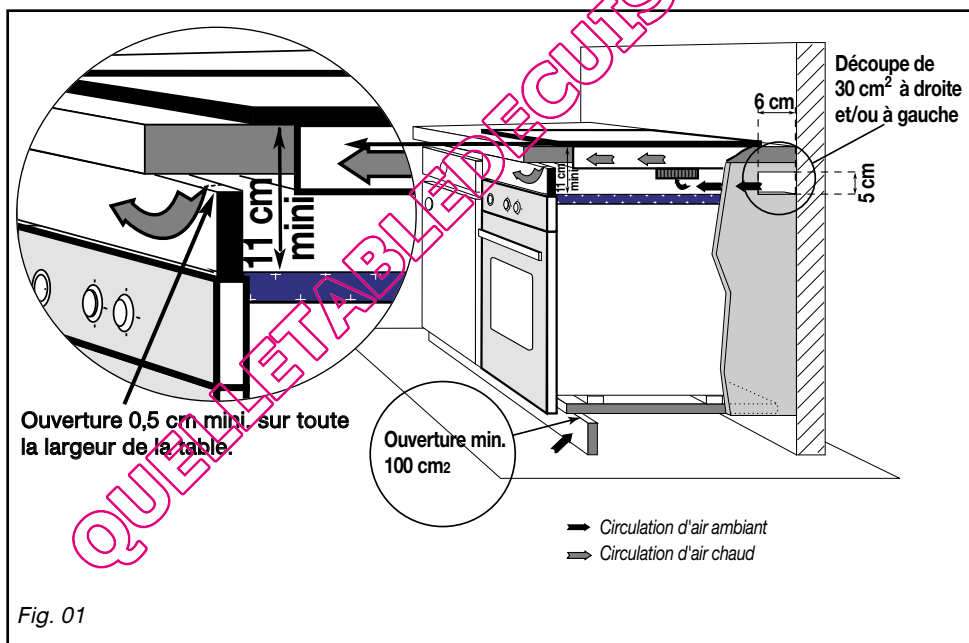 Découpe de
30 cm² à droite
et/ou à gauche
6 cm
5 cm
11 cm
mini
11 cm
mini
Ouverture 0,5 cm mini. sur toute
la largeur de la table.
Ouverture min.
100 cm2
Circulation d'air ambiant
Circulation d'air chaud
Fig. 01
QUELLETABLEDECUIS